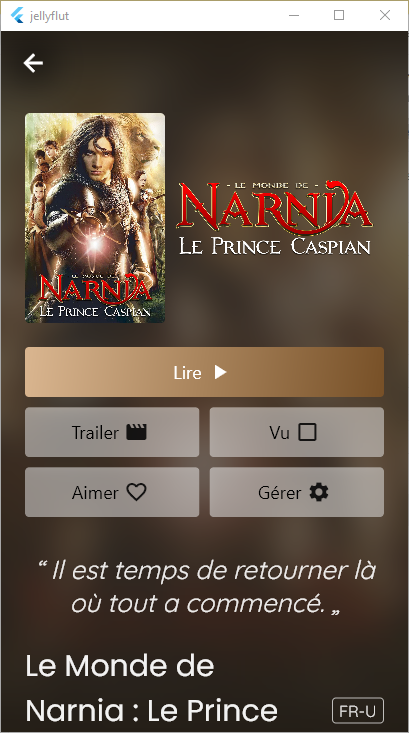 jellyflut
LE MONDE DE
NARNIA
LE PRINCE CASPIAN
LE MONDE DE
NARNIA
LE PRINCE CASPIAN
Lire
Trailer
Vu
Aimer
Gérer
“ Il est temps de retourner là
où tout a commencé. „
Le Monde de
Narnia : Le Prince
FR-U